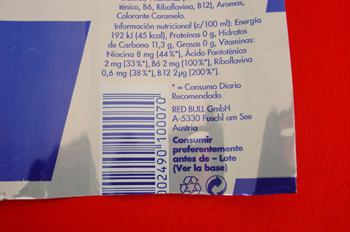 ténico, B6, Riboflavina, B12), Aromas,
Colorante Caramelo.
Información nutricional (c/100 ml): Energía
192 kJ (45 kcal), Proteínas 0 g, Hidratos
de Carbono 11,3 g, Grasas 0 g, Vitaminas:
Niacina 8 mg (44%*), Ácido Pantoténico
2 mg (33%*), B6 2 mg (100%*), Riboflavina
0,6 mg (38%*), B12 2µg (200%*).
* = Consumo Diario
Recomendado
RED BULL GmbH
A-5330 Fuschl am See
Austria
Consumir
preferentemente
antes de – Lote
(Ver la base)
002490 100070